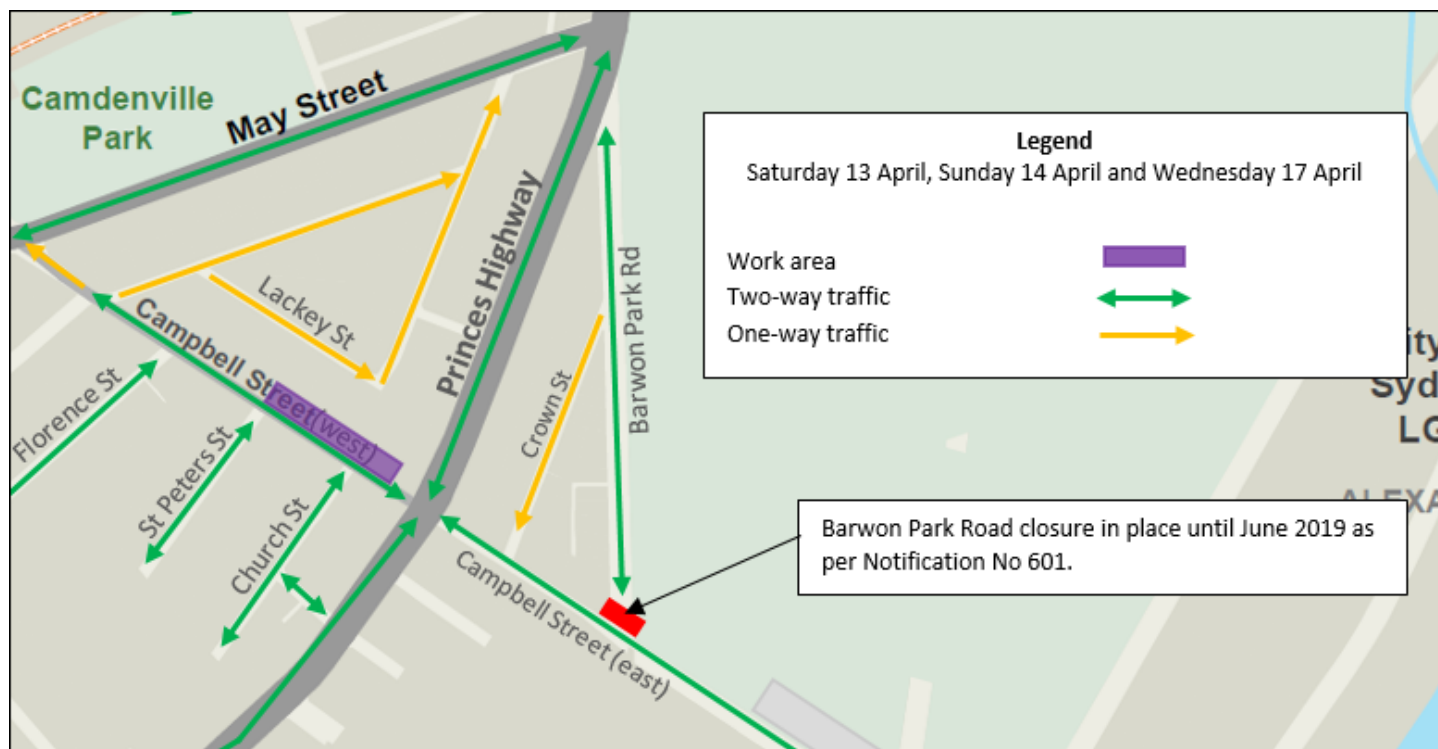 Camdenville
Park
May Street
Princes Highway
Lackey St
Campbell Street(west)
Florence St
St Peters St
Church St
Crown St
Barwon Park Rd
Campbell Street (east)
Legend
Saturday 13 April, Sunday 14 April and Wednesday 17 April
Work area
Two-way traffic
One-way traffic
Barwon Park Road closure in place until June 2019 as
per Notification No 601.